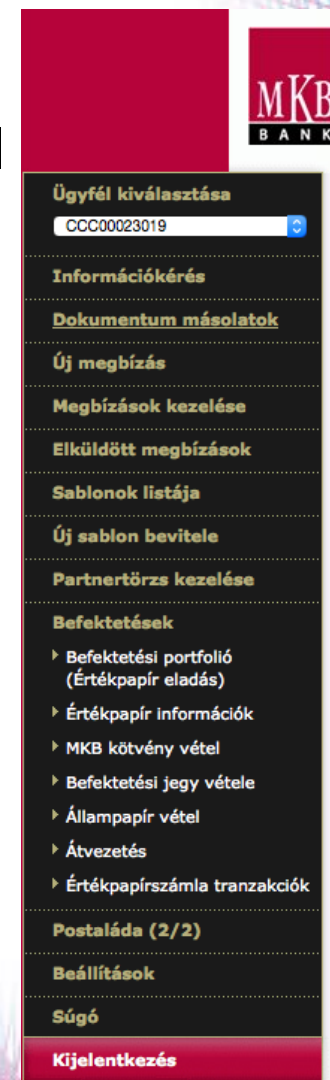 MKB
BANK
Ügyfél kiválasztása
CCC00023019
Információkérés
Dokumentum másolatok
Új megbízás
Megbízások kezelése
Elküldött megbízások
Sablonok listája
Új sablon bevitele
Partnertörzs kezelése
Befektetések
Befektetési portfolió
(Értékpapír eladás)
Értékpapír információk
MKB kötvény vétel
Befektetési jegy vétele
Állampapír vétel
Átvezetés
Értékpapírszámla tranzakciók
Postaláda (2/2)
Beállítások
Súgó
Kijelentkezés